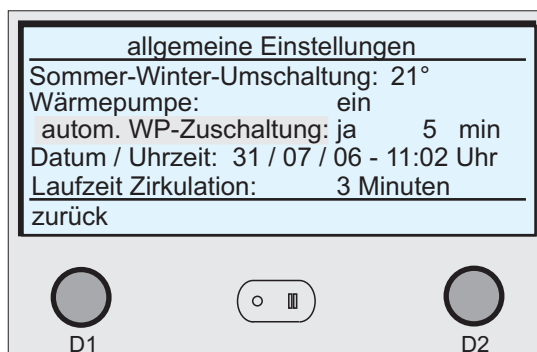 allgemeine Einstellungen
Sommer-Winter-Umschaltung: 21°
Wärmepumpe: ein
autom. WP-Zuschaltung: ja 5 min
Datum / Uhrzeit: 31 / 07 / 06 - 11:02 Uhr
Laufzeit Zirkulation: 3 Minuten
zurück
D1 D2